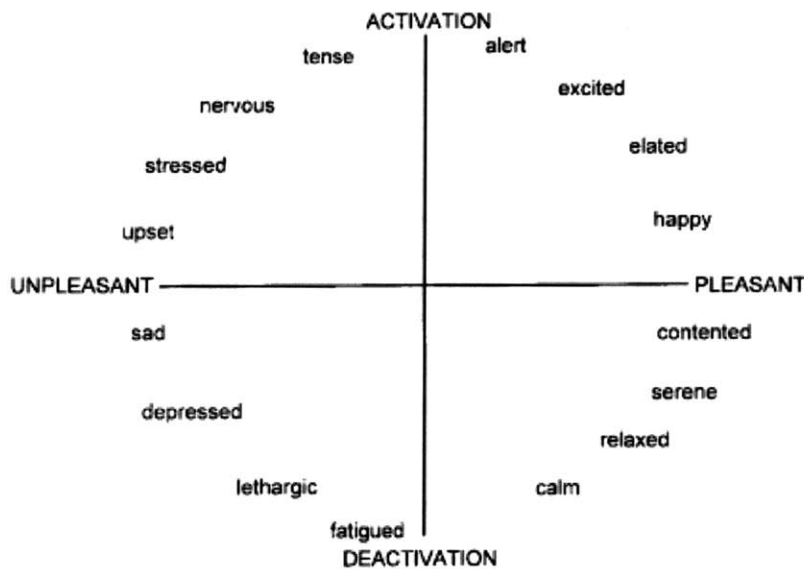 ACTIVATION
tense
alert
nervous
excited
stressed
elated
upset
happy
UNPLEASANT
PLEASANT
sad
contented
depressed
serene
relaxed
lethargic
calm
fatigued
DEACTIVATION